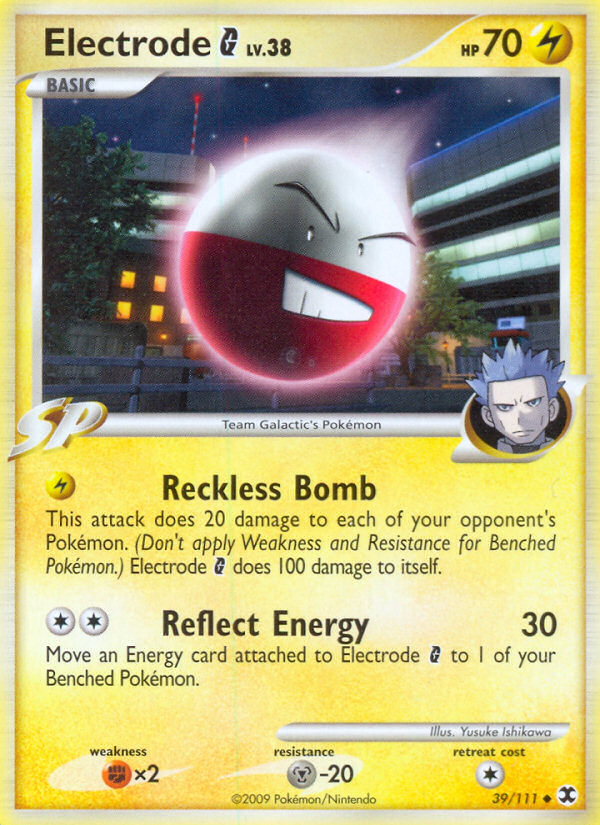 Electrode G LV.38 HP 70
BASIC
SP
Team Galactic's Pokémon
Reckless Bomb
This attack does 20 damage to each of your opponent's
Pokémon. (Don't apply Weakness and Resistance for Benched
Pokémon.) Electrode G does 100 damage to itself.
Reflect Energy 30
Move an Energy card attached to Electrode G to 1 of your
Benched Pokémon.
Illus. Yusuke Ishikawa
weakness resistance retreat cost
×2 -20
©2009 Pokémon/Nintendo 39/111